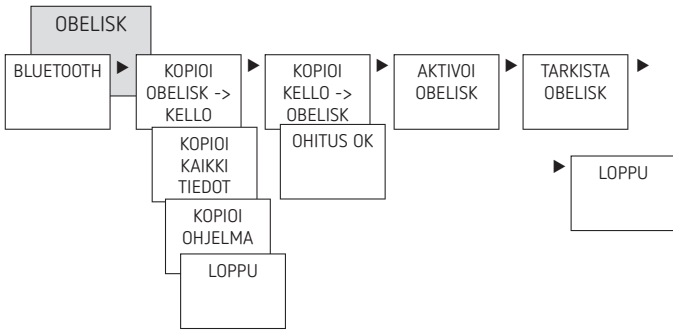 OBELISK
BLUETOOTH
KOPIOI
OBELISK ->
KELLO
KOPIOI
KAIKKI
TIEDOT
KOPIOI
OHJELMA
LOPPU
KOPIOI
KELLO ->
OBELISK
OHITUS OK
AKTIVOI
OBELISK
TARKISTA
OBELISK
LOPPU